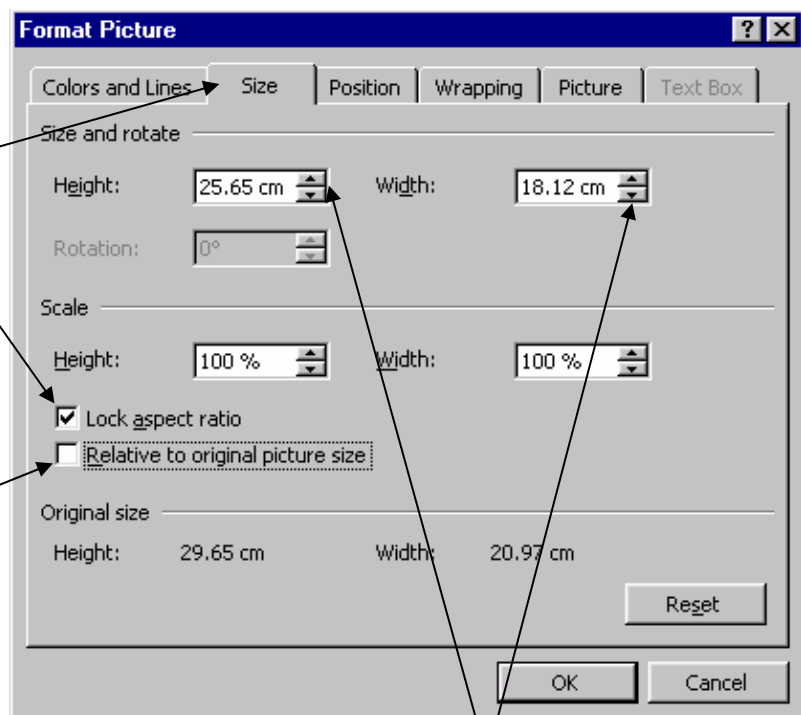 Format Picture
Colors and Lines Size Position Wrapping Picture Text Box
Size and rotate
Height: 25.65 cm Width: 18.12 cm
Rotation: 0°
Scale
Height: 100 % Width: 100 %
Lock aspect ratio
Relative to original picture size
Original size
Height: 29.65 cm Width: 20.97 cm
Reset
OK Cancel